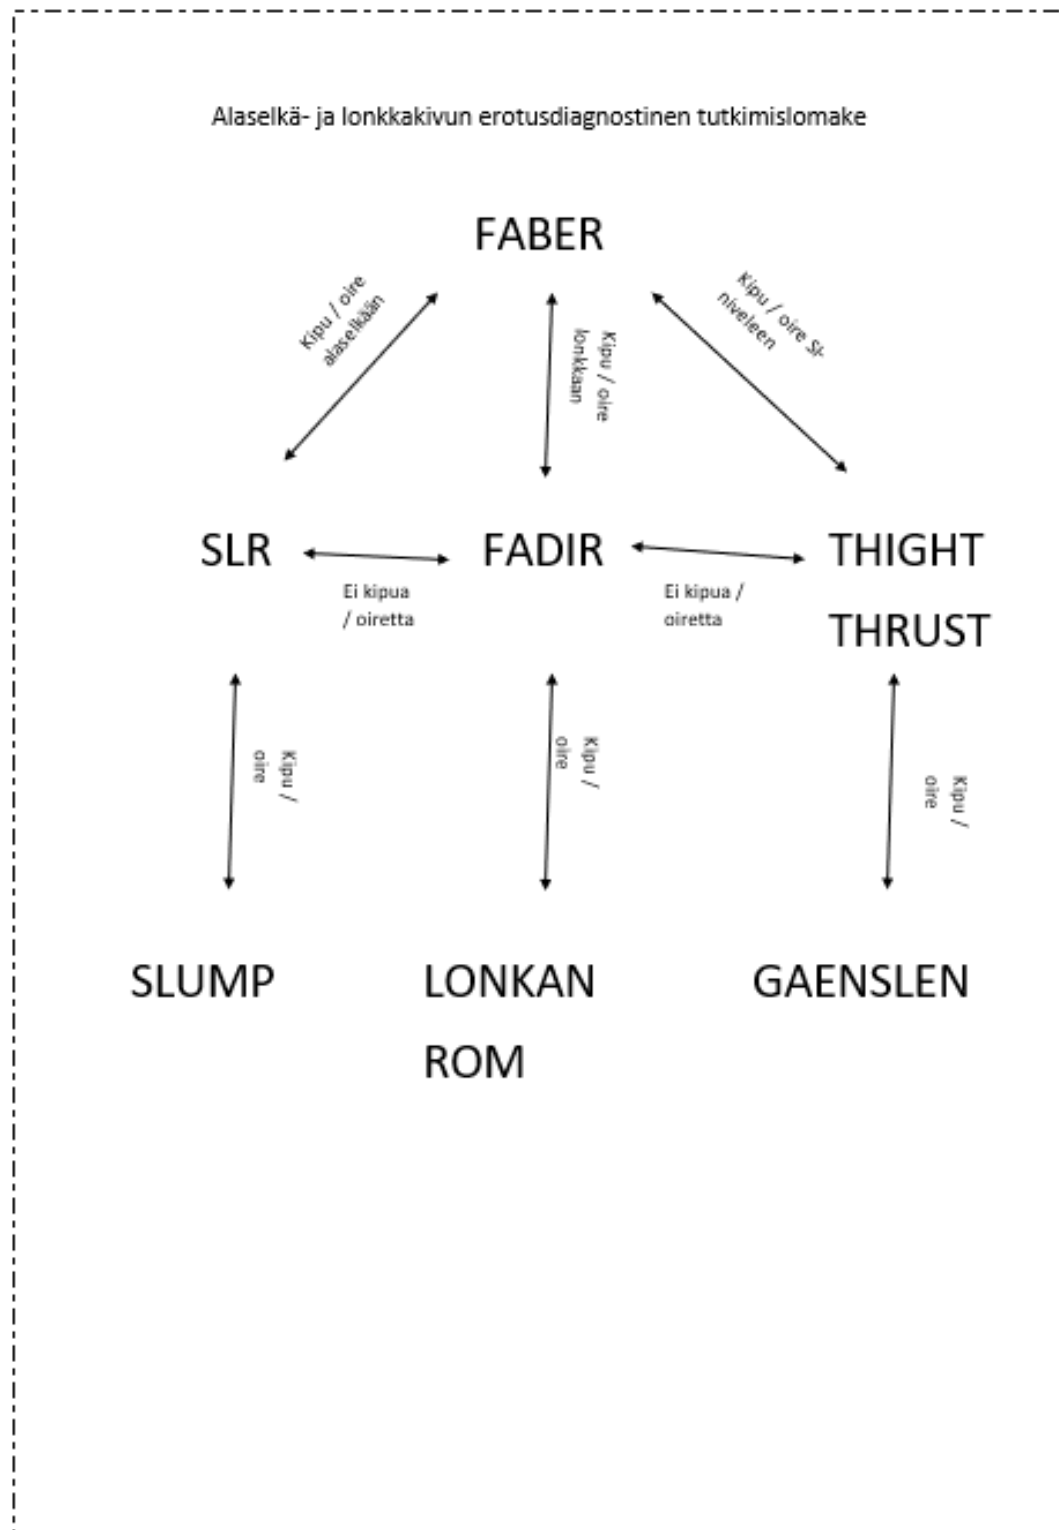 Alaselkä- ja lonkkakivun erotusdiagnostinen tutkimislomake
FABER
Kipu / oire
alaselkään
Kipu / oire
lonkkaan
Kipu / oire SI-
niveleen
SLR
FADIR
THIGHT
THRUST
Ei kipua
/ oiretta
Ei kipua /
oiretta
Kipu /
oire
Kipu /
oire
Kipu /
oire
SLUMP
LONKAN
ROM
GAENSLEN